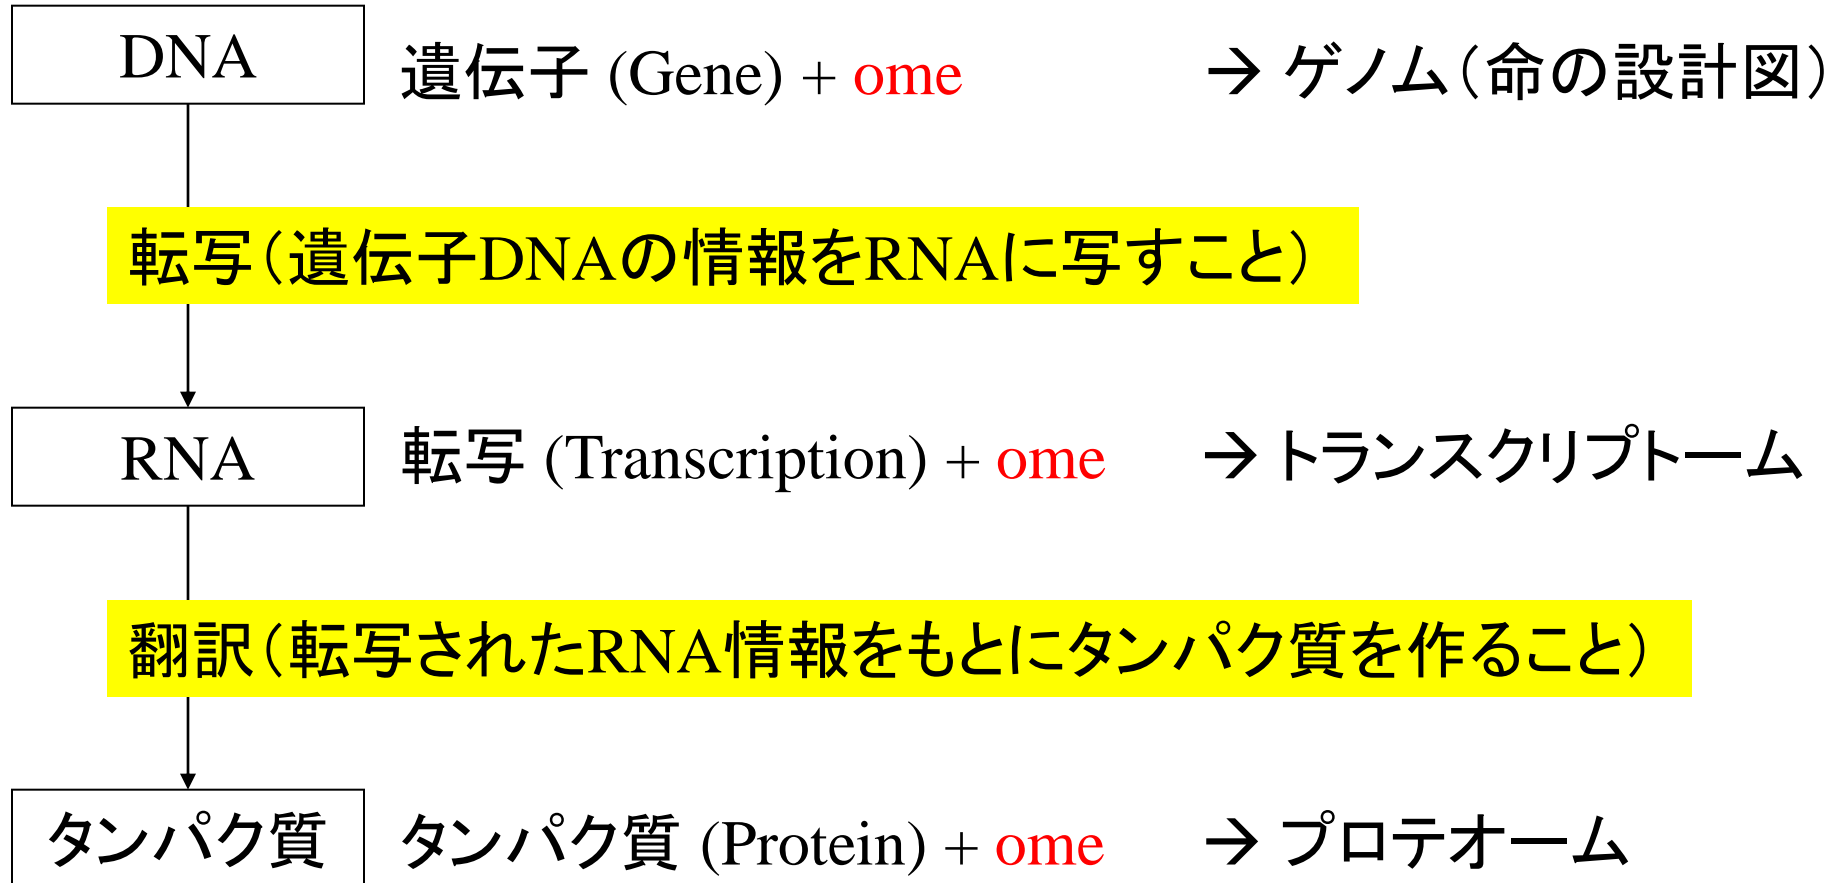 DNA 遺伝子 (Gene) + ome → ゲノム(命の設計図)
転写(遺伝子DNAの情報をRNAに写すこと)
RNA 転写 (Transcription) + ome → トランスクリプトーム
翻訳(転写されたRNA情報をもとにタンパク質を作ること)
タンパク質 タンパク質 (Protein) + ome → プロテオーム